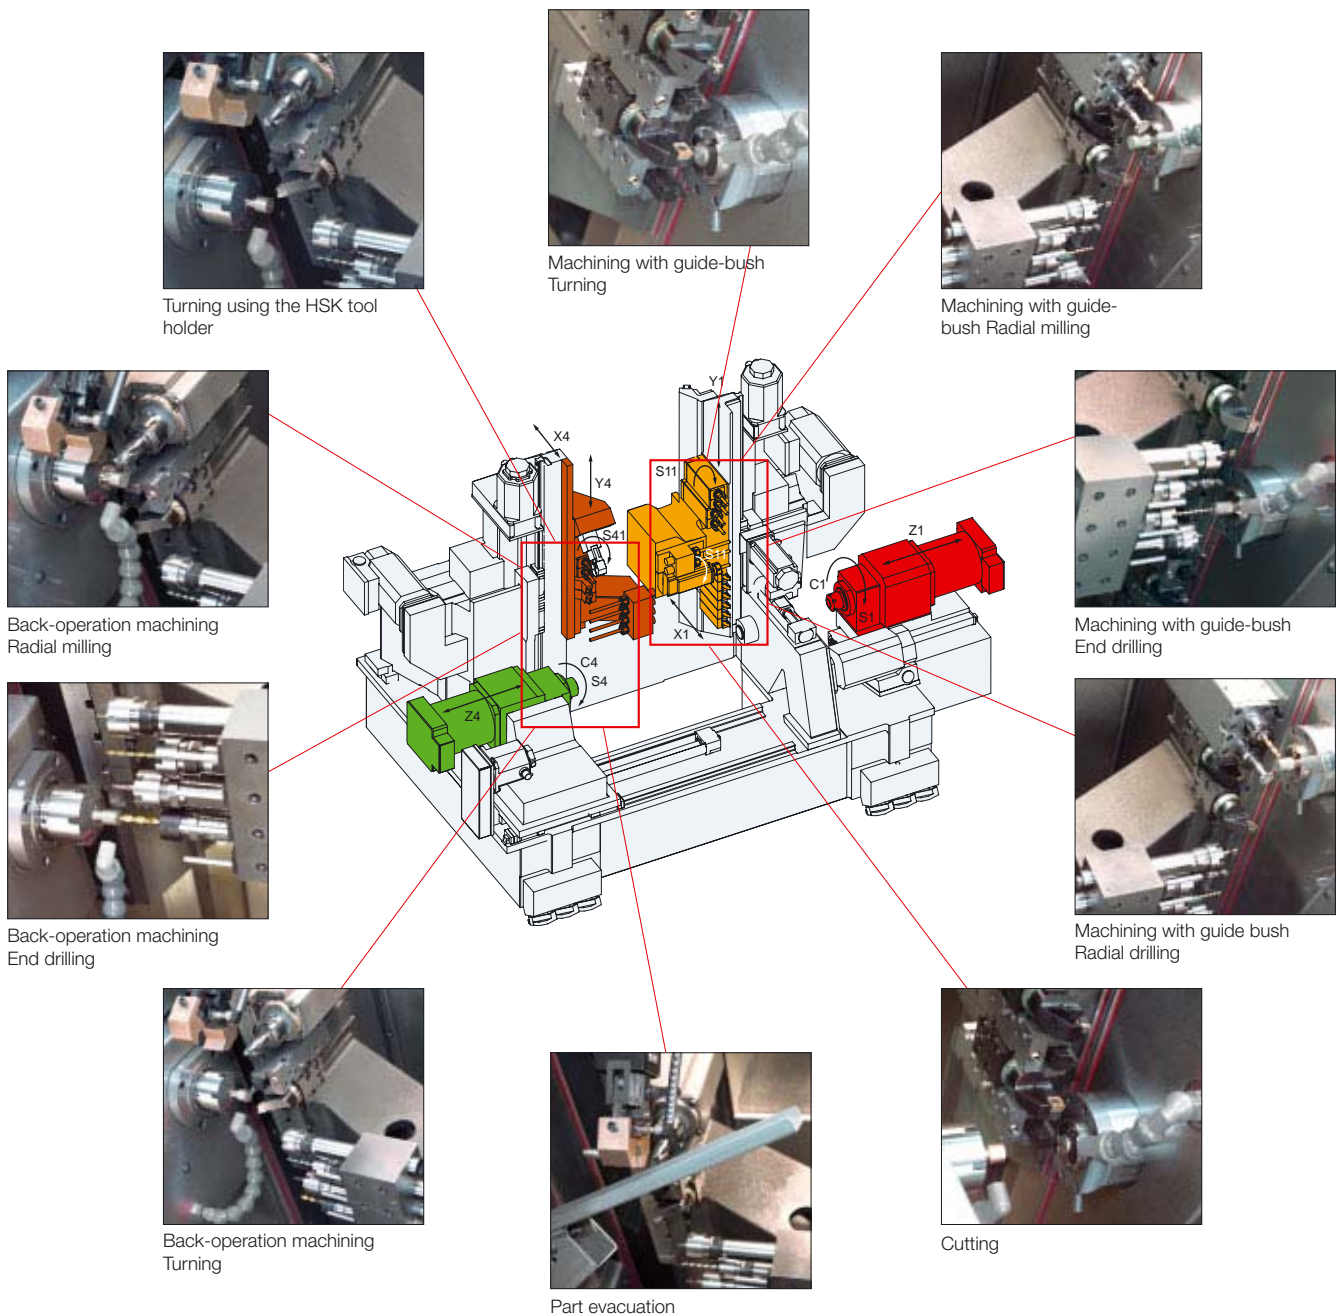 Machining with guide-bush
Turning
Turning using the HSK tool
holder
Machining with guide-
bush Radial milling
Back-operation machining
Radial milling
Machining with guide-bush
End drilling
Y1
X4
Y4
S11
S41
S11
Z1
C1
S1
X1
C4
S4
Z4
Back-operation machining
End drilling
Machining with guide bush
Radial drilling
Back-operation machining
Turning
Cutting
Part evacuation